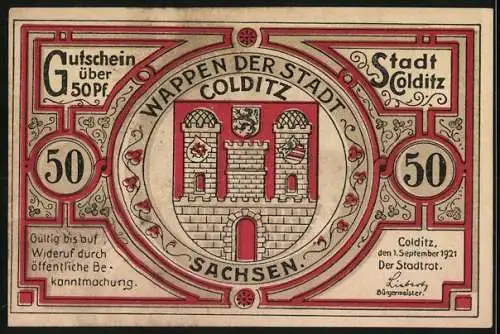 Gutschein
über
50 Pf.
Stadt
Colditz
WAPPEN DER STADT
COLDITZ
SACHSEN.
50
50
Gültig bis auf
Widerruf durch
öffentliche Be-
kanntmachung.
Colditz,
den 1. September 1921
Der Stadtrat.
Bürgermeister.